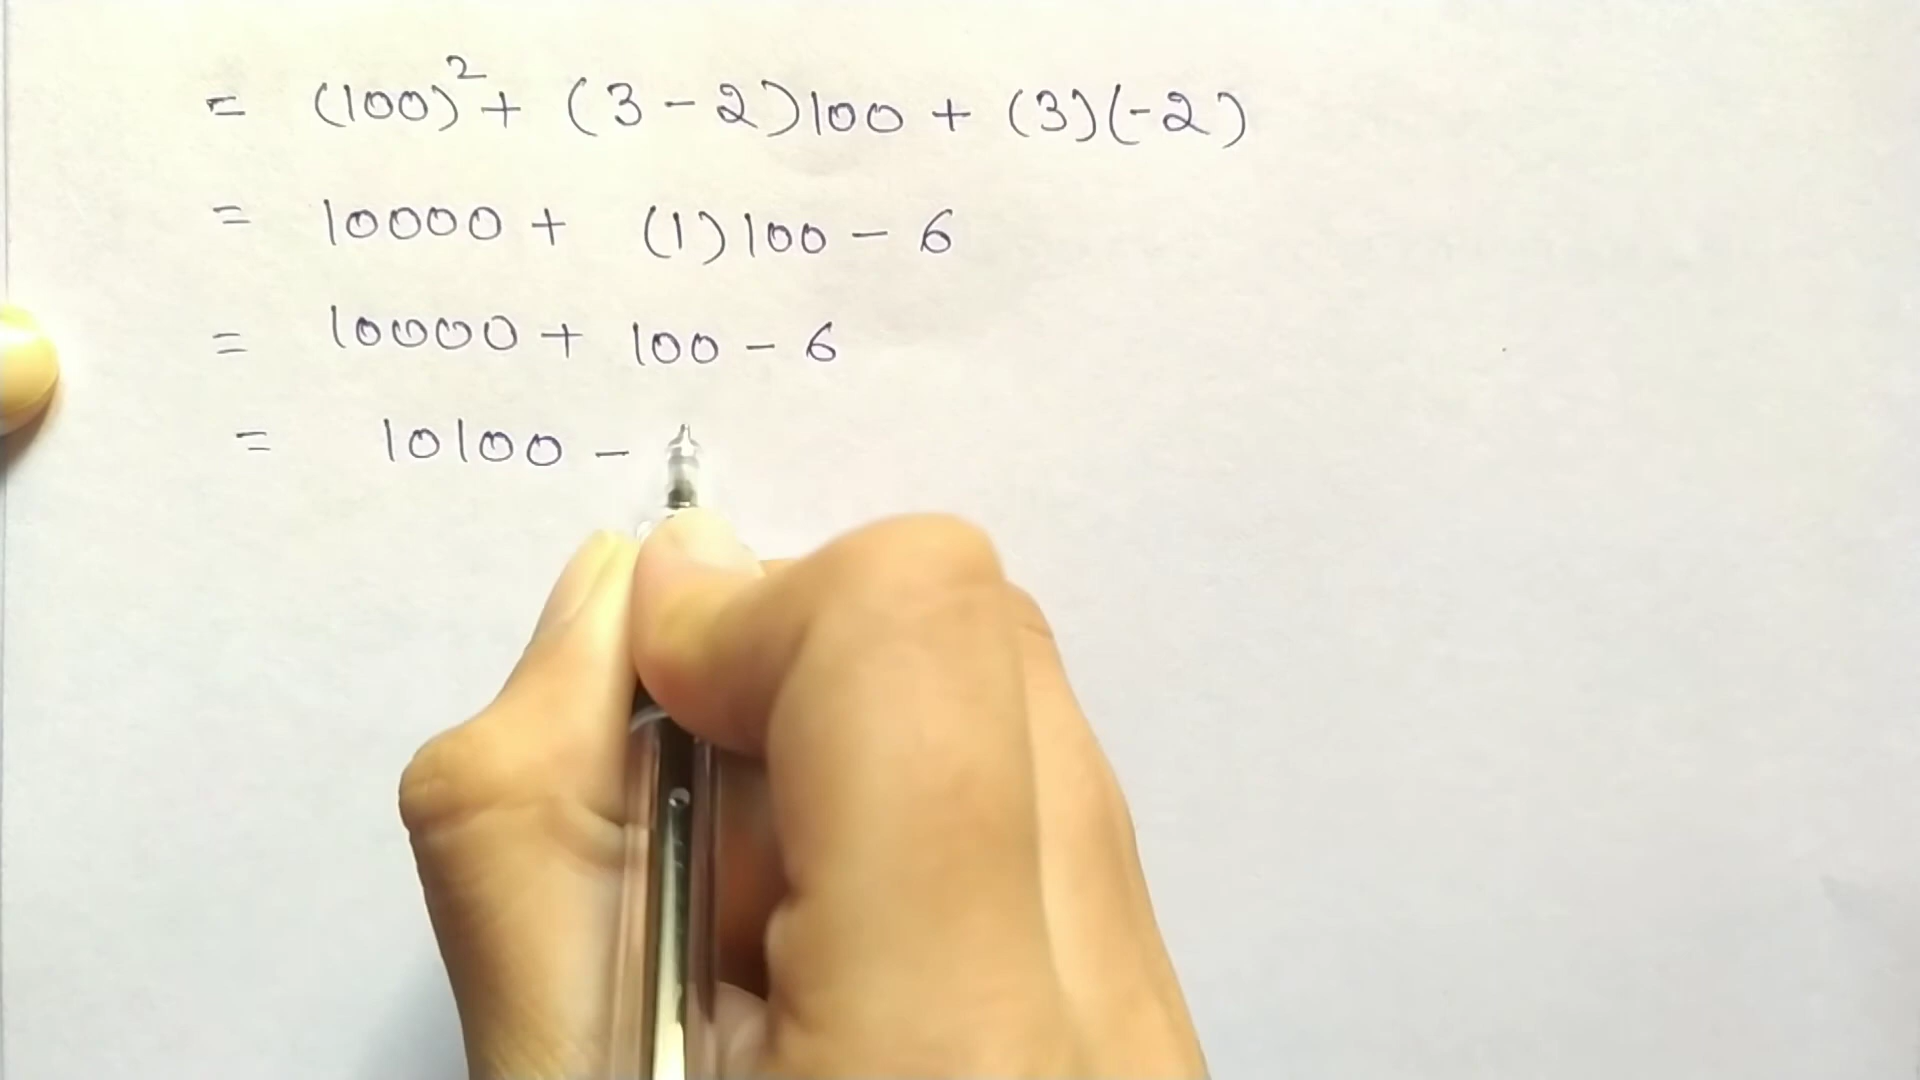 = (100)² + (3 - 2)100 + (3)(-2)
= 10000 + (1)100 - 6
= 10000 + 100 - 6
= 10100 -